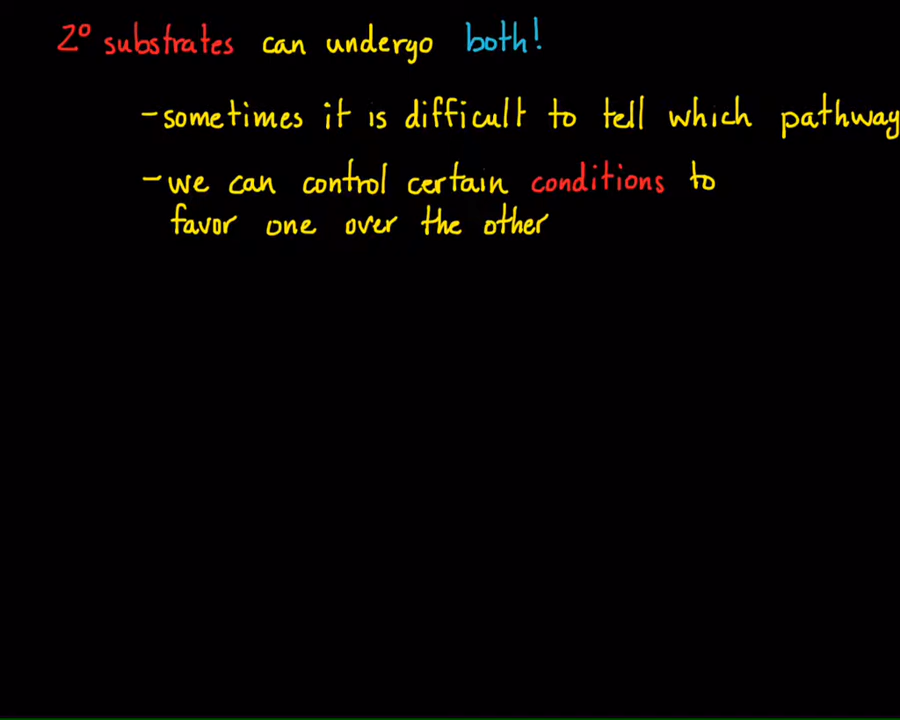 2° substrates can undergo both!
- sometimes it is difficult to tell which pathway
- we can control certain conditions to
favor one over the other